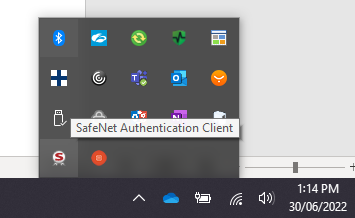 SafeNet Authentication Client
1:14 PM
30/06/2022